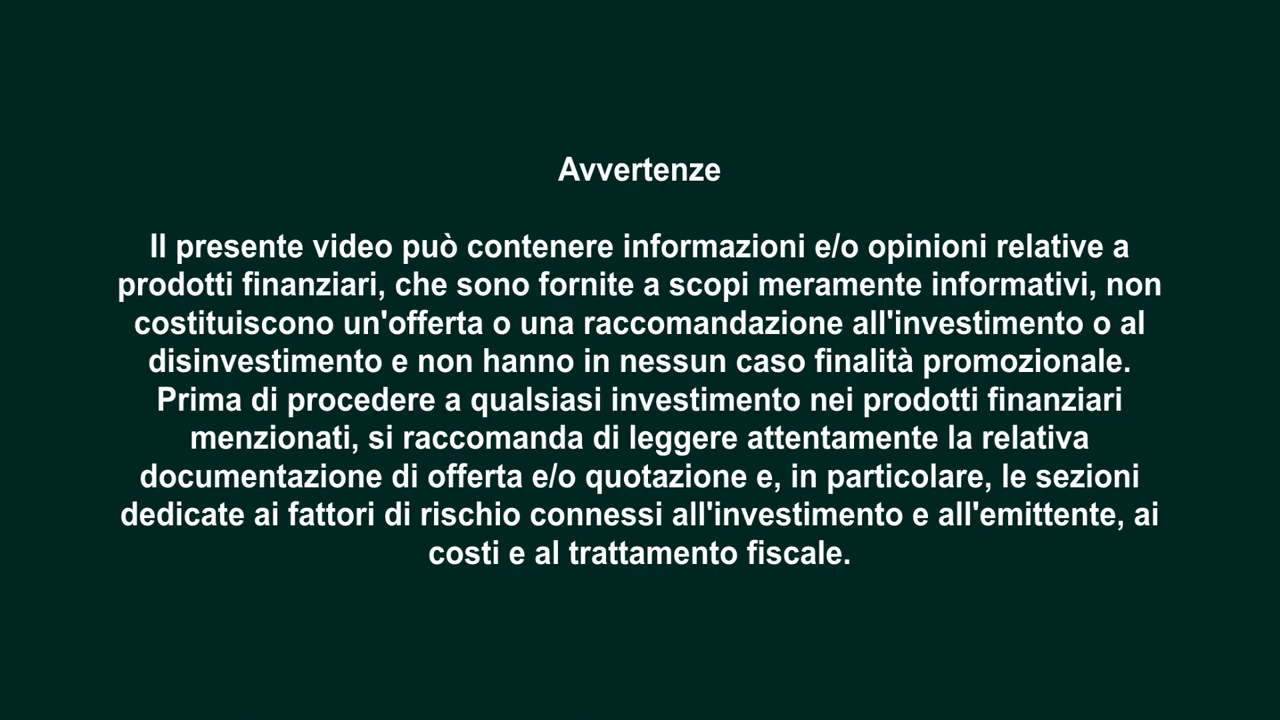 Avvertenze
Il presente video può contenere informazioni e/o opinioni relative a
prodotti finanziari, che sono fornite a scopi meramente informativi, non
costituiscono un'offerta o una raccomandazione all'investimento o al
disinvestimento e non hanno in nessun caso finalità promozionale.
Prima di procedere a qualsiasi investimento nei prodotti finanziari
menzionati, si raccomanda di leggere attentamente la relativa
documentazione di offerta e/o quotazione e, in particolare, le sezioni
dedicate ai fattori di rischio connessi all'investimento e all'emittente, ai
costi e al trattamento fiscale.